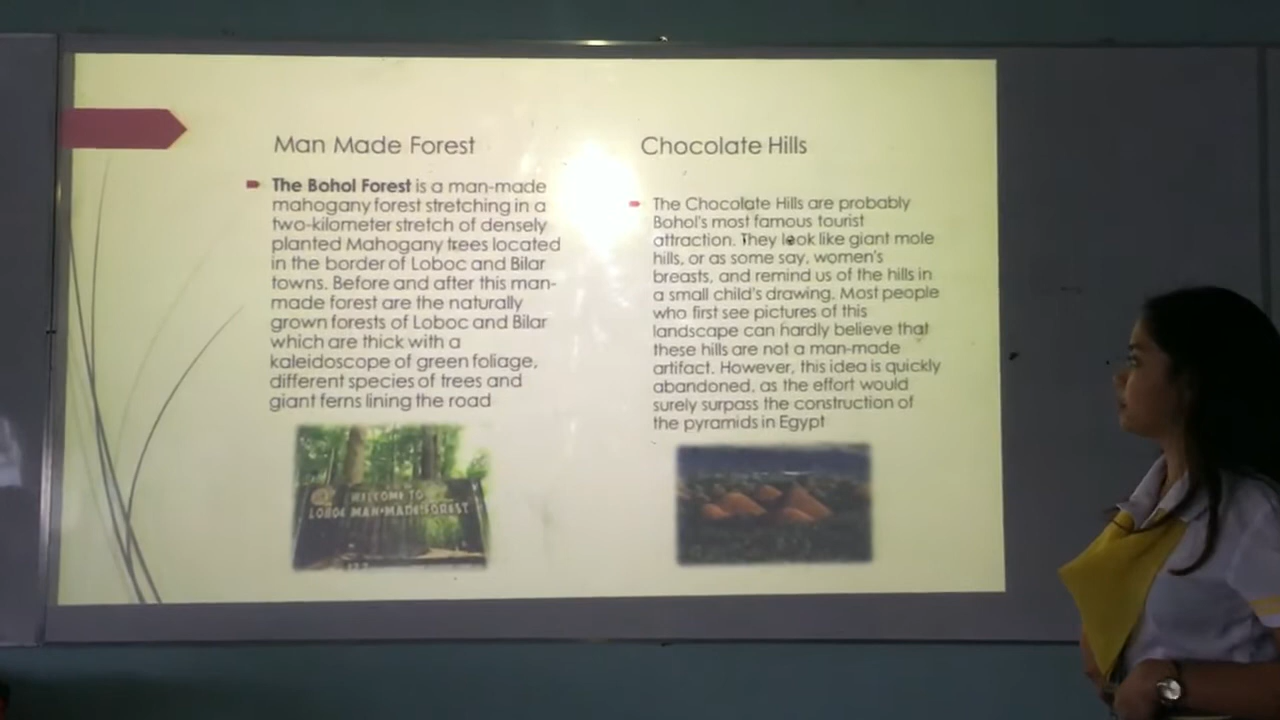 Man Made Forest
The Bohol Forest is a man-made
mahogany forest stretching in a
two-kilometer stretch of densely
planted Mahogany trees located
in the border of Loboc and Bilar
towns. Before and after this man-
made forest are the naturally
grown forests of Loboc and Bilar
which are thick with a
kaleidoscope of green foliage,
different species of trees and
giant ferns lining the road
WELCOME TO
LOBOC MAN-MADE FOREST
Chocolate Hills
The Chocolate Hills are probably
Bohol's most famous tourist
attraction. They look like giant mole
hills, or as some say, women's
breasts, and remind us of the hills in
a small child's drawing. Most people
who first see pictures of this
landscape can hardly believe that
these hills are not a man-made
artifact. However, this idea is quickly
abandoned, as the effort would
surely surpass the construction of
the pyramids in Egypt